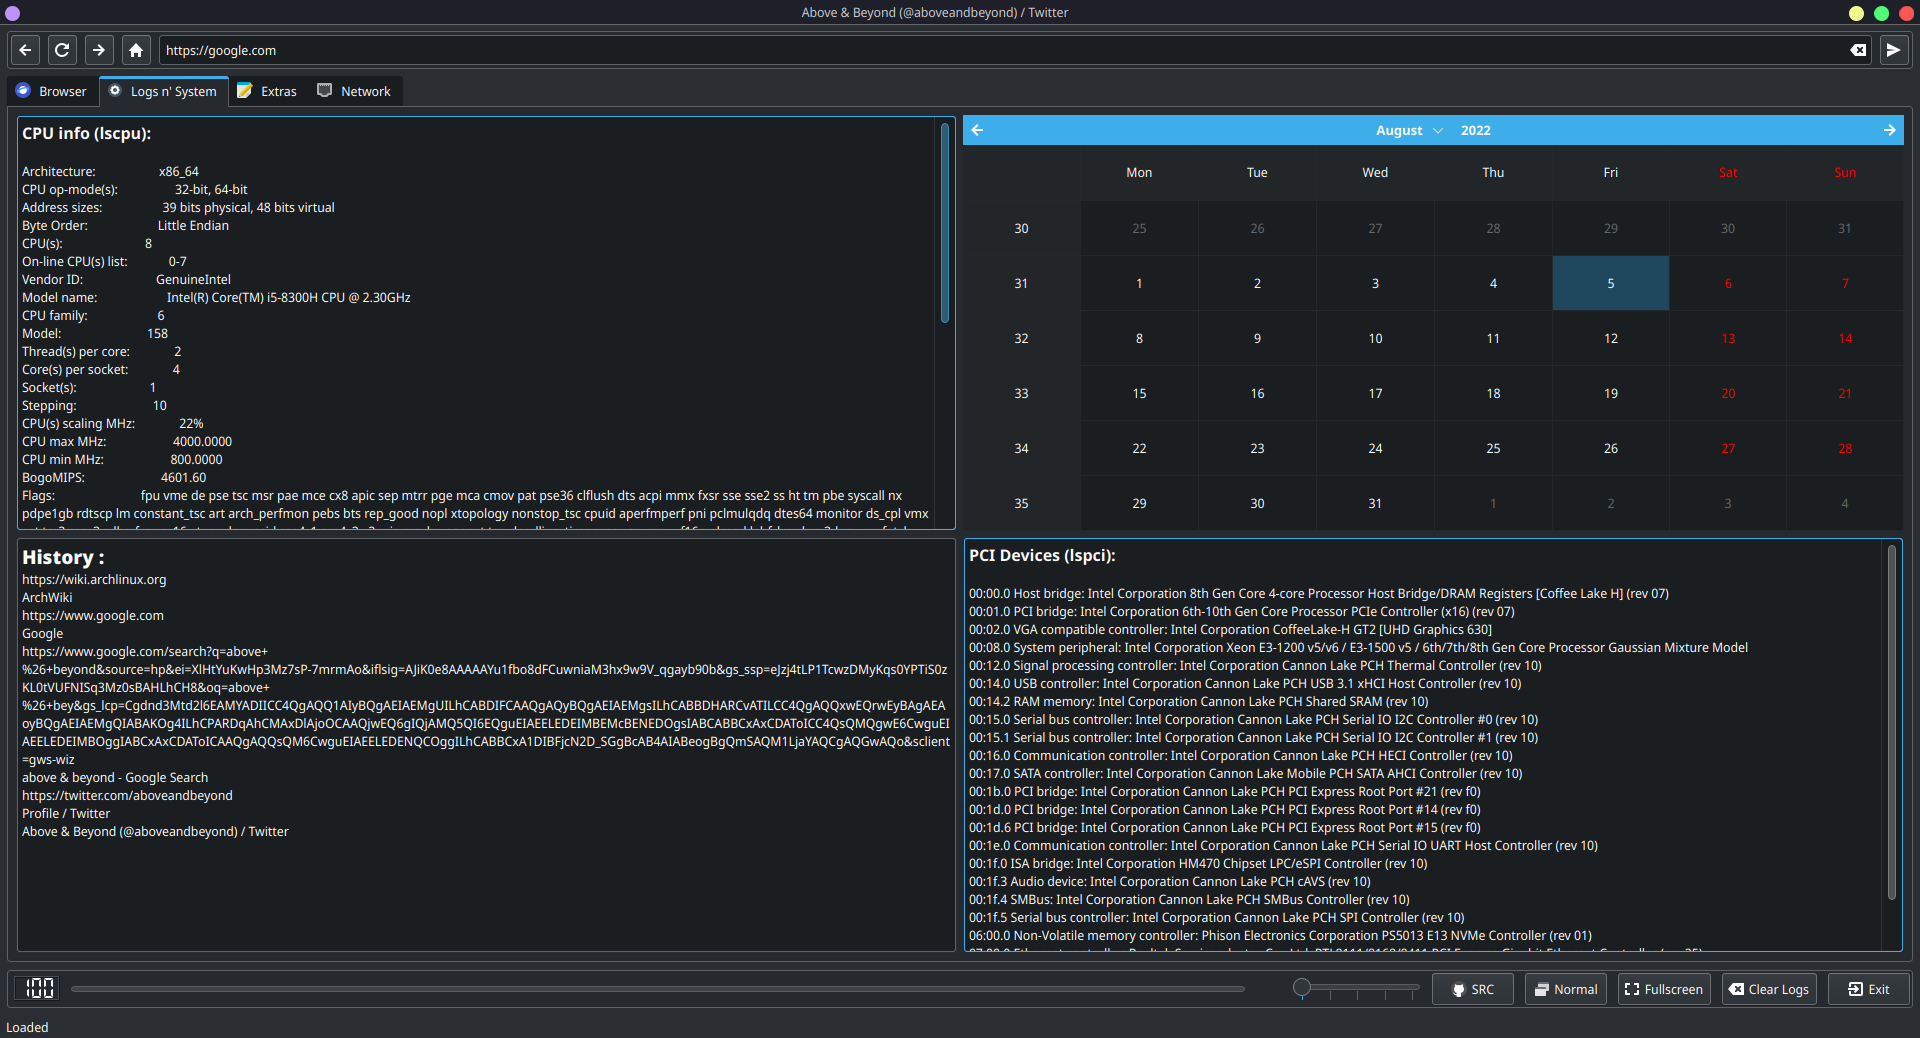 Above & Beyond (@aboveandbeyond) / Twitter
https://google.com
Browser
Logs n' System
Extras
Network
CPU info (lscpu):
Architecture: x86_64
CPU op-mode(s): 32-bit, 64-bit
Address sizes: 39 bits physical, 48 bits virtual
Byte Order: Little Endian
CPU(s): 8
On-line CPU(s) list: 0-7
Vendor ID: GenuineIntel
Model name: Intel(R) Core(TM) i5-8300H CPU @ 2.30GHz
CPU family: 6
Model: 158
Thread(s) per core: 2
Core(s) per socket: 4
Socket(s): 1
Stepping: 10
CPU(s) scaling MHz: 22%
CPU max MHz: 4000.0000
CPU min MHz: 800.0000
BogoMIPS: 4601.60
Flags: fpu vme de pse tsc msr pae mce cx8 apic sep mtrr pge mca cmov pat pse36 clflush dts acpi mmx fxsr sse sse2 ss ht tm pbe syscall nx
pdpe1gb rdtscp lm constant_tsc art arch_perfmon pebs bts rep_good nopl xtopology nonstop_tsc cpuid aperfmperf pni pclmulqdq dtes64 monitor ds_cpl vmx
August 2022
Mon Tue Wed Thu Fri Sat Sun
30 25 26 27 28 29 30 31
31 1 2 3 4 5 6 7
32 8 9 10 11 12 13 14
33 15 16 17 18 19 20 21
34 22 23 24 25 26 27 28
35 29 30 31 1 2 3 4
History :
https://wiki.archlinux.org
ArchWiki
https://www.google.com
Google
https://www.google.com/search?q=above+
%26+beyond&source=hp&ei=XlHtYuKwHp3Mz7sP-7mrmAo&iflsig=AJiK0e8AAAAAYu1fbo8dFCuwniaM3hx9w9V_qgayb90b&gs_ssp=eJzj4tLP1TcwzDMyKqs0YPTiS0z
KL0tVUFNISq3Mz0sBAHLhCH8&oq=above+
%26+bey&gs_lcp=Cgdnd3Mtd2l6EAMYADIICC4QgAQQ1AIyBQgAEIAEMgUILhCABDIFCAAQgAQyBQgAEIAEMgsILhCABBDHARCvATILCC4QgAQQxwEQrwEyBAgAEA
oyBQgAEIAEMgQIABAKOg4ILhCPARDqAhCMAxDlAjoOCAAQjwEQ6gIQjAMQ5QI6EQguEIAEELEDEIMBEMcBENEDOgsIABCABBCxAxCDAToICC4QsQMQgwE6CwguEI
AEELEDEIMBOggIABCxAxCDAToICAAQgAQQsQM6CwguEIAEELEDENQCOggILhCABBCxA1DIBFjcN2D_SGgBcAB4AIABeogBgQmSAQM1LjaYAQCgAQGwAQo&sclient
=gws-wiz
above & beyond - Google Search
https://twitter.com/aboveandbeyond
Profile / Twitter
Above & Beyond (@aboveandbeyond) / Twitter
PCI Devices (lspci):
00:00.0 Host bridge: Intel Corporation 8th Gen Core 4-core Processor Host Bridge/DRAM Registers [Coffee Lake H] (rev 07)
00:01.0 PCI bridge: Intel Corporation 6th-10th Gen Core Processor PCIe Controller (x16) (rev 07)
00:02.0 VGA compatible controller: Intel Corporation CoffeeLake-H GT2 [UHD Graphics 630]
00:08.0 System peripheral: Intel Corporation Xeon E3-1200 v5/v6 / E3-1500 v5 / 6th/7th/8th Gen Core Processor Gaussian Mixture Model
00:12.0 Signal processing controller: Intel Corporation Cannon Lake PCH Thermal Controller (rev 10)
00:14.0 USB controller: Intel Corporation Cannon Lake PCH USB 3.1 xHCI Host Controller (rev 10)
00:14.2 RAM memory: Intel Corporation Cannon Lake PCH Shared SRAM (rev 10)
00:15.0 Serial bus controller: Intel Corporation Cannon Lake PCH Serial IO I2C Controller #0 (rev 10)
00:15.1 Serial bus controller: Intel Corporation Cannon Lake PCH Serial IO I2C Controller #1 (rev 10)
00:16.0 Communication controller: Intel Corporation Cannon Lake PCH HECI Controller (rev 10)
00:17.0 SATA controller: Intel Corporation Cannon Lake Mobile PCH SATA AHCI Controller (rev 10)
00:1b.0 PCI bridge: Intel Corporation Cannon Lake PCH PCI Express Root Port #21 (rev f0)
00:1d.0 PCI bridge: Intel Corporation Cannon Lake PCH PCI Express Root Port #14 (rev f0)
00:1d.6 PCI bridge: Intel Corporation Cannon Lake PCH PCI Express Root Port #15 (rev f0)
00:1e.0 Communication controller: Intel Corporation Cannon Lake PCH Serial IO UART Host Controller (rev 10)
00:1f.0 ISA bridge: Intel Corporation HM470 Chipset LPC/eSPI Controller (rev 10)
00:1f.3 Audio device: Intel Corporation Cannon Lake PCH cAVS (rev 10)
00:1f.4 SMBus: Intel Corporation Cannon Lake PCH SMBus Controller (rev 10)
00:1f.5 Serial bus controller: Intel Corporation Cannon Lake PCH SPI Controller (rev 10)
06:00.0 Non-Volatile memory controller: Phison Electronics Corporation PS5013 E13 NVMe Controller (rev 01)
100
SRC
Normal
Fullscreen
Clear Logs
Exit
Loaded